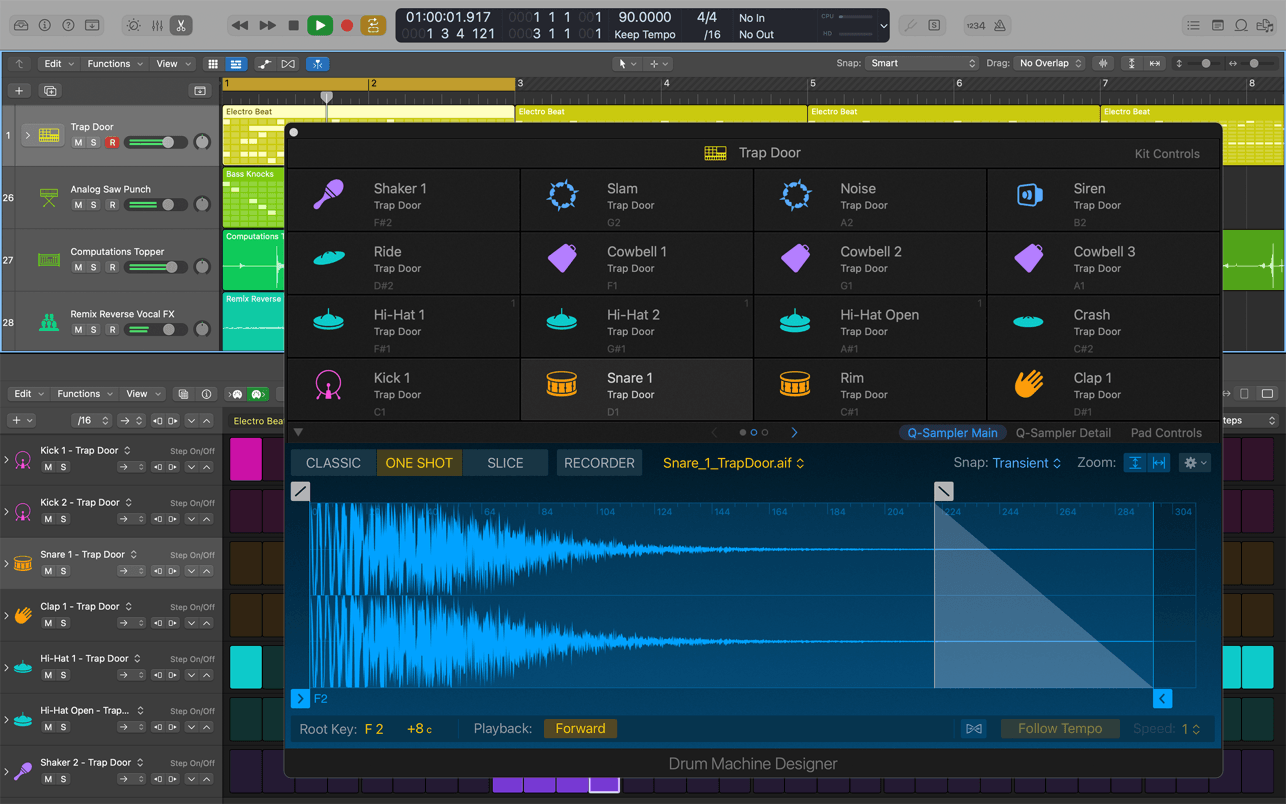 01:00:01.917
0001 1 1 001
90.0000
4/4
No In
CPU
0001 3 4 121
0003 1 1 001
Keep Tempo
/16
No Out
HD
1234
Edit
Functions
View
Snap: Smart
Drag: No Overlap
1
2
3
4
5
6
7
8
Electro Beat
Electro Beat
Electro Beat
Electro Beat
1
Trap Door
M S R
Bass Knocks
26
Analog Saw Punch
M S R
Computations T
27
Computations Topper
M S R
Remix Reverse
28
Remix Reverse Vocal FX
M S R
Trap Door
Kit Controls
Shaker 1
Trap Door
F#2
Slam
Trap Door
G2
Noise
Trap Door
A2
Siren
Trap Door
B2
Ride
Trap Door
D#2
Cowbell 1
Trap Door
F1
Cowbell 2
Trap Door
G1
Cowbell 3
Trap Door
A1
Hi-Hat 1
1
Trap Door
F#1
Hi-Hat 2
1
Trap Door
G#1
Hi-Hat Open
1
Trap Door
A#1
Crash
Trap Door
C#2
Kick 1
Trap Door
C1
Snare 1
Trap Door
D1
Rim
Trap Door
C#1
Clap 1
Trap Door
D#1
Q-Sampler Main
Q-Sampler Detail
Pad Controls
CLASSIC
ONE SHOT
SLICE
RECORDER
Snare_1_TrapDoor.aif
Snap: Transient
Zoom:
64
84
104
124
144
164
184
204
224
244
264
284
304
F2
Root Key: F 2
+8 c
Playback:
Forward
Follow Tempo
Speed: 1
Drum Machine Designer
Edit
Functions
View
/16
Electro Bea
teps
Kick 1 - Trap Door
Step On/Off
M S
Kick 2 - Trap Door
Step On/Off
M S
Snare 1 - Trap Door
Step On/Off
M S
Clap 1 - Trap Door
Step On/Off
M S
Hi-Hat 1 - Trap Door
Step On/Off
M S
Hi-Hat Open - Trap...
Step On/Off
M S
Shaker 2 - Trap Door
Step On/Off
M S